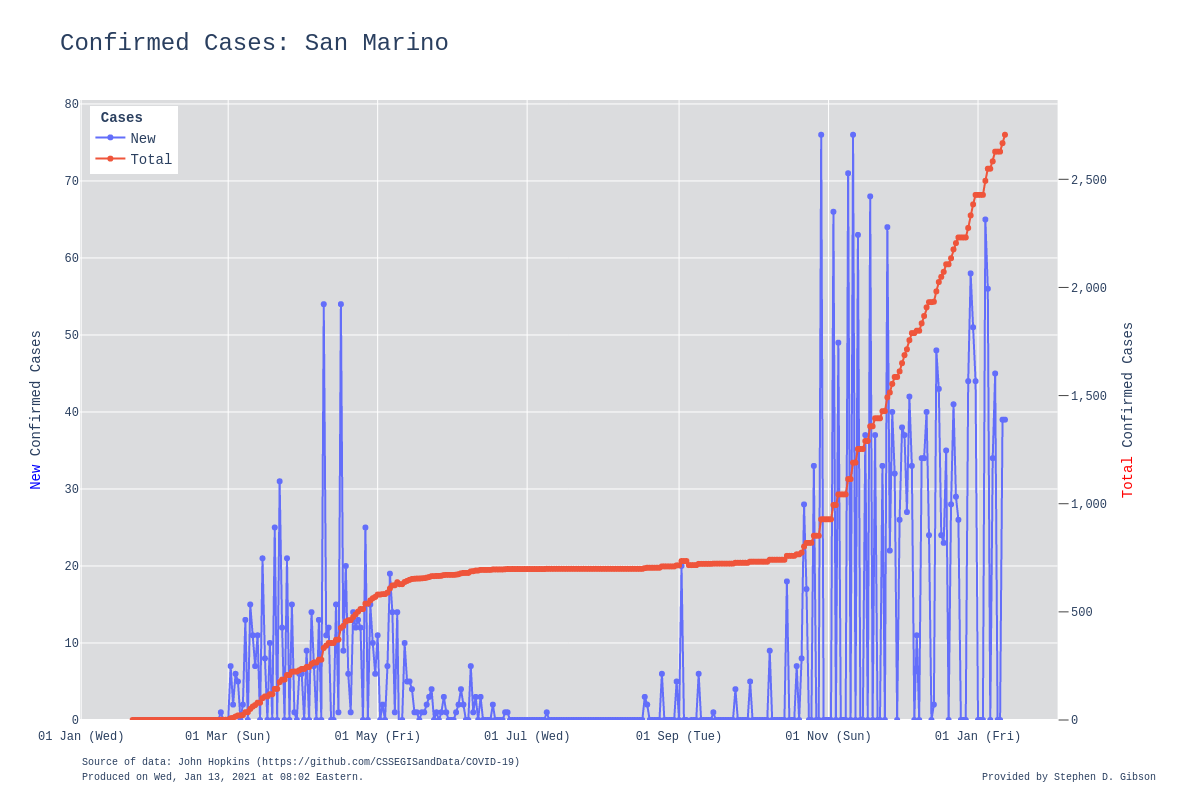 Confirmed Cases: San Marino
Cases
New
Total
80
70
60
50
40
30
20
10
0
New Confirmed Cases
2,500
2,000
1,500
1,000
500
0
Total Confirmed Cases
01 Jan (Wed) 01 Mar (Sun) 01 May (Fri) 01 Jul (Wed) 01 Sep (Tue) 01 Nov (Sun) 01 Jan (Fri)
Source of data: John Hopkins (https://github.com/CSSEGISandData/COVID-19)
Produced on Wed, Jan 13, 2021 at 08:02 Eastern.
Provided by Stephen D. Gibson